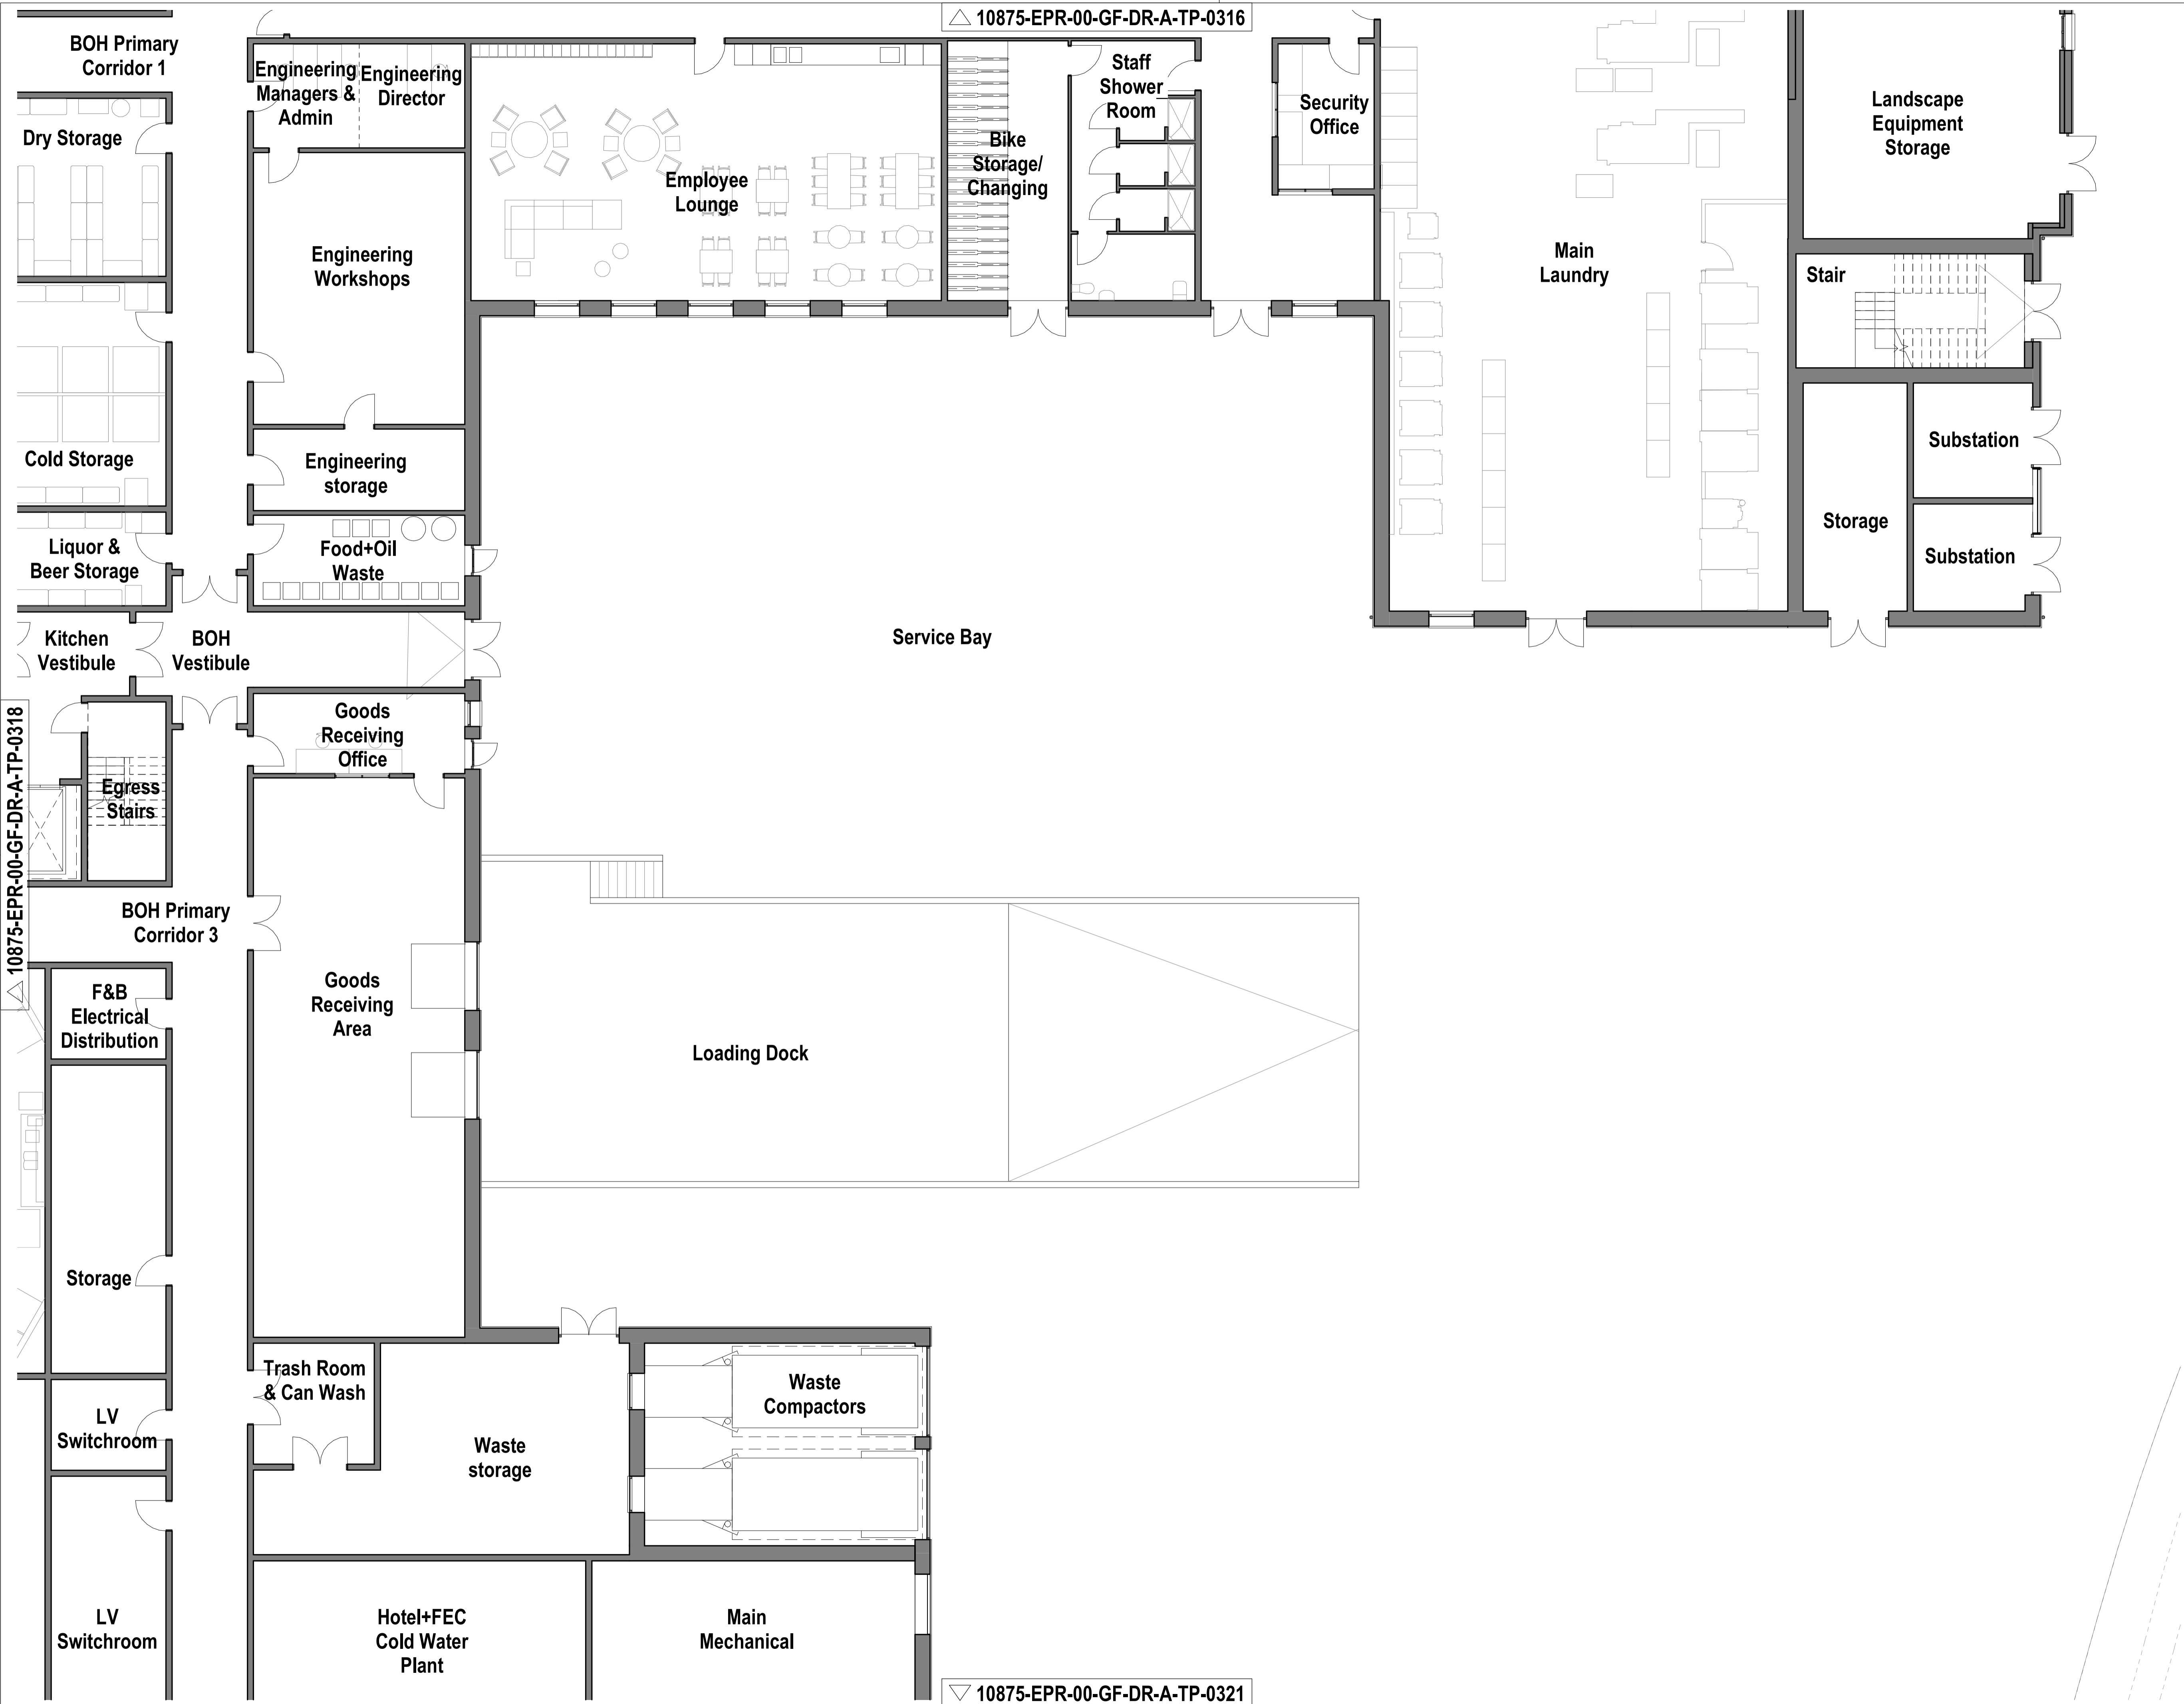 10875-EPR-00-GF-DR-A-TP-0316
BOH Primary
Corridor 1
Engineering
Managers &
Admin
Engineering
Director
Staff
Shower
Room
Security
Office
Landscape
Equipment
Storage
Dry Storage
Employee
Lounge
Bike
Storage/
Changing
Engineering
Workshops
Main
Laundry
Stair
Cold Storage
Engineering
storage
Substation
Storage
Substation
Liquor &
Beer Storage
Food+Oil
Waste
Kitchen
Vestibule
BOH
Vestibule
Service Bay
Goods
Receiving
Office
10875-EPR-00-GF-DR-A-TP-0318
Egress
Stairs
BOH Primary
Corridor 3
Goods
Receiving
Area
F&B
Electrical
Distribution
Loading Dock
Storage
Trash Room
& Can Wash
Waste
Compactors
LV
Switchroom
Waste
storage
LV
Switchroom
Hotel+FEC
Cold Water
Plant
Main
Mechanical
10875-EPR-00-GF-DR-A-TP-0321